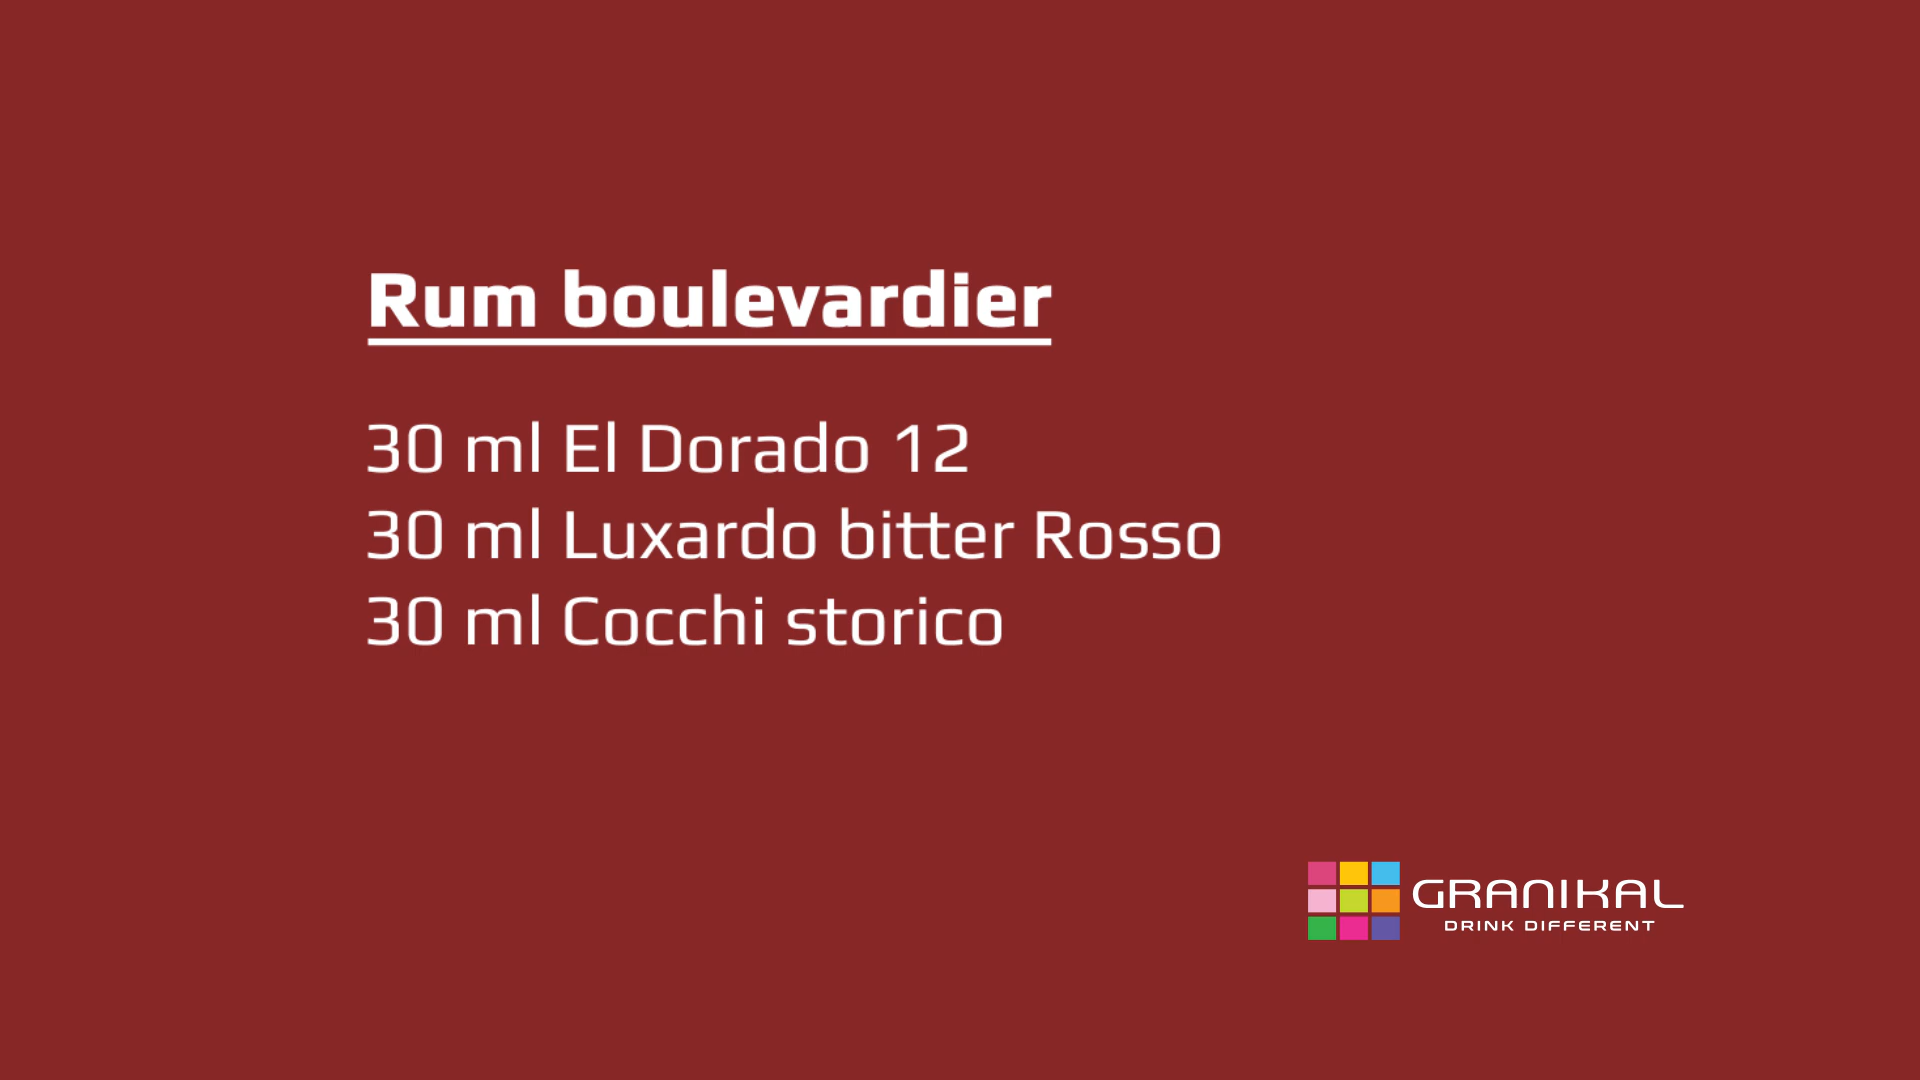 Rum boulevardier
30 ml El Dorado 12
30 ml Luxardo bitter Rosso
30 ml Cocchi storico
GRANIKAL
DRINK DIFFERENT